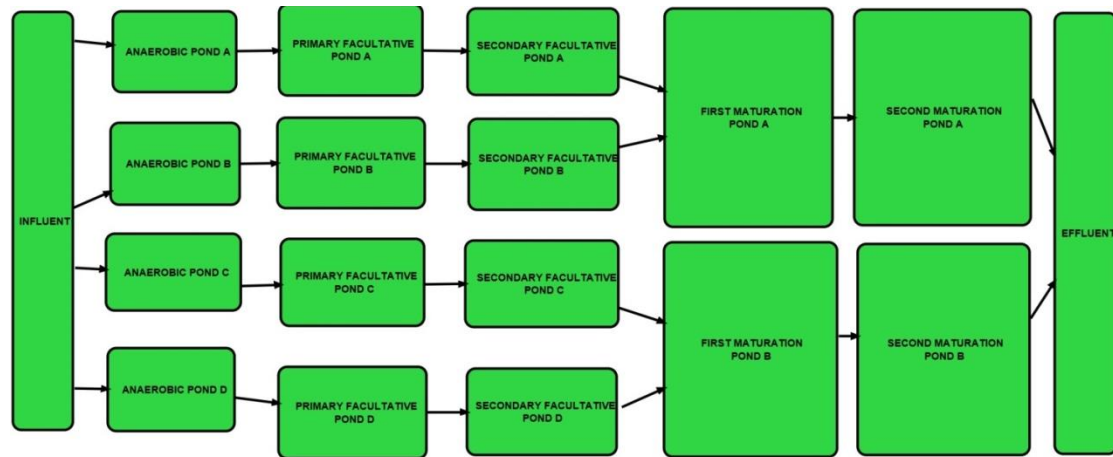 INFLUENT
ANAEROBIC POND A
PRIMARY FACULTATIVE
POND A
SECONDARY FACULTATIVE
POND A
ANAEROBIC POND B
PRIMARY FACULTATIVE
POND B
SECONDARY FACULTATIVE
POND B
FIRST MATURATION
POND A
SECOND MATURATION
POND A
ANAEROBIC POND C
PRIMARY FACULTATIVE
POND C
SECONDARY FACULTATIVE
POND C
ANAEROBIC POND D
PRIMARY FACULTATIVE
POND D
SECONDARY FACULTATIVE
POND D
FIRST MATURATION
POND B
SECOND MATURATION
POND B
EFFLUENT